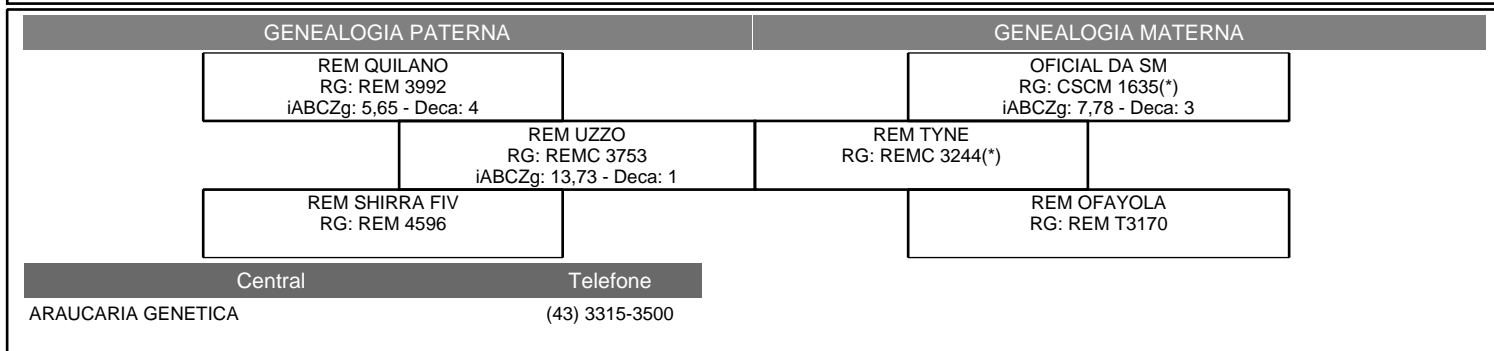 GENEALOGIA PATERNA
GENEALOGIA MATERNA
REM QUILANO
RG: REM 3992
iABCZg: 5,65 - Deca: 4
OFICIAL DA SM
RG: CSCM 1635(*)
iABCZg: 7,78 - Deca: 3
REM UZZO
RG: REMC 3753
iABCZg: 13,73 - Deca: 1
REM TYNE
RG: REMC 3244(*)
REM SHIRRA FIV
RG: REM 4596
REM OFAYOLA
RG: REM T3170
Central Telefone
ARAUCARIA GENETICA (43) 3315-3500